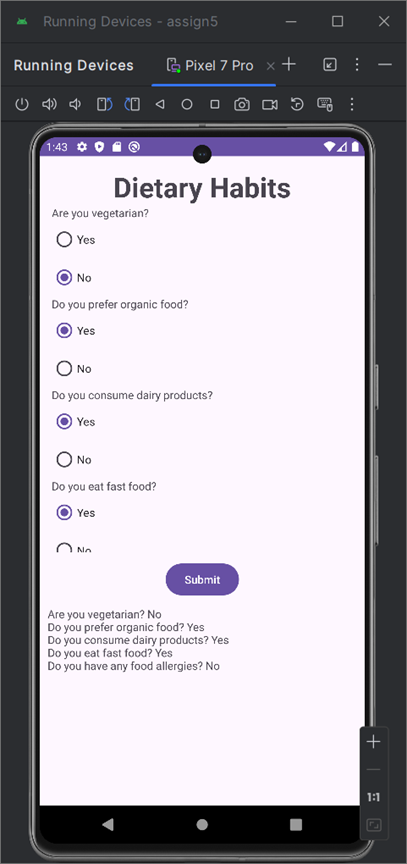 Running Devices - assign5
Running Devices
Pixel 7 Pro
1:43
Dietary Habits
Are you vegetarian?
Yes
No
Do you prefer organic food?
Yes
No
Do you consume dairy products?
Yes
No
Do you eat fast food?
Yes
No
Submit
Are you vegetarian? No
Do you prefer organic food? Yes
Do you consume dairy products? Yes
Do you eat fast food? Yes
Do you have any food allergies? No
1:1